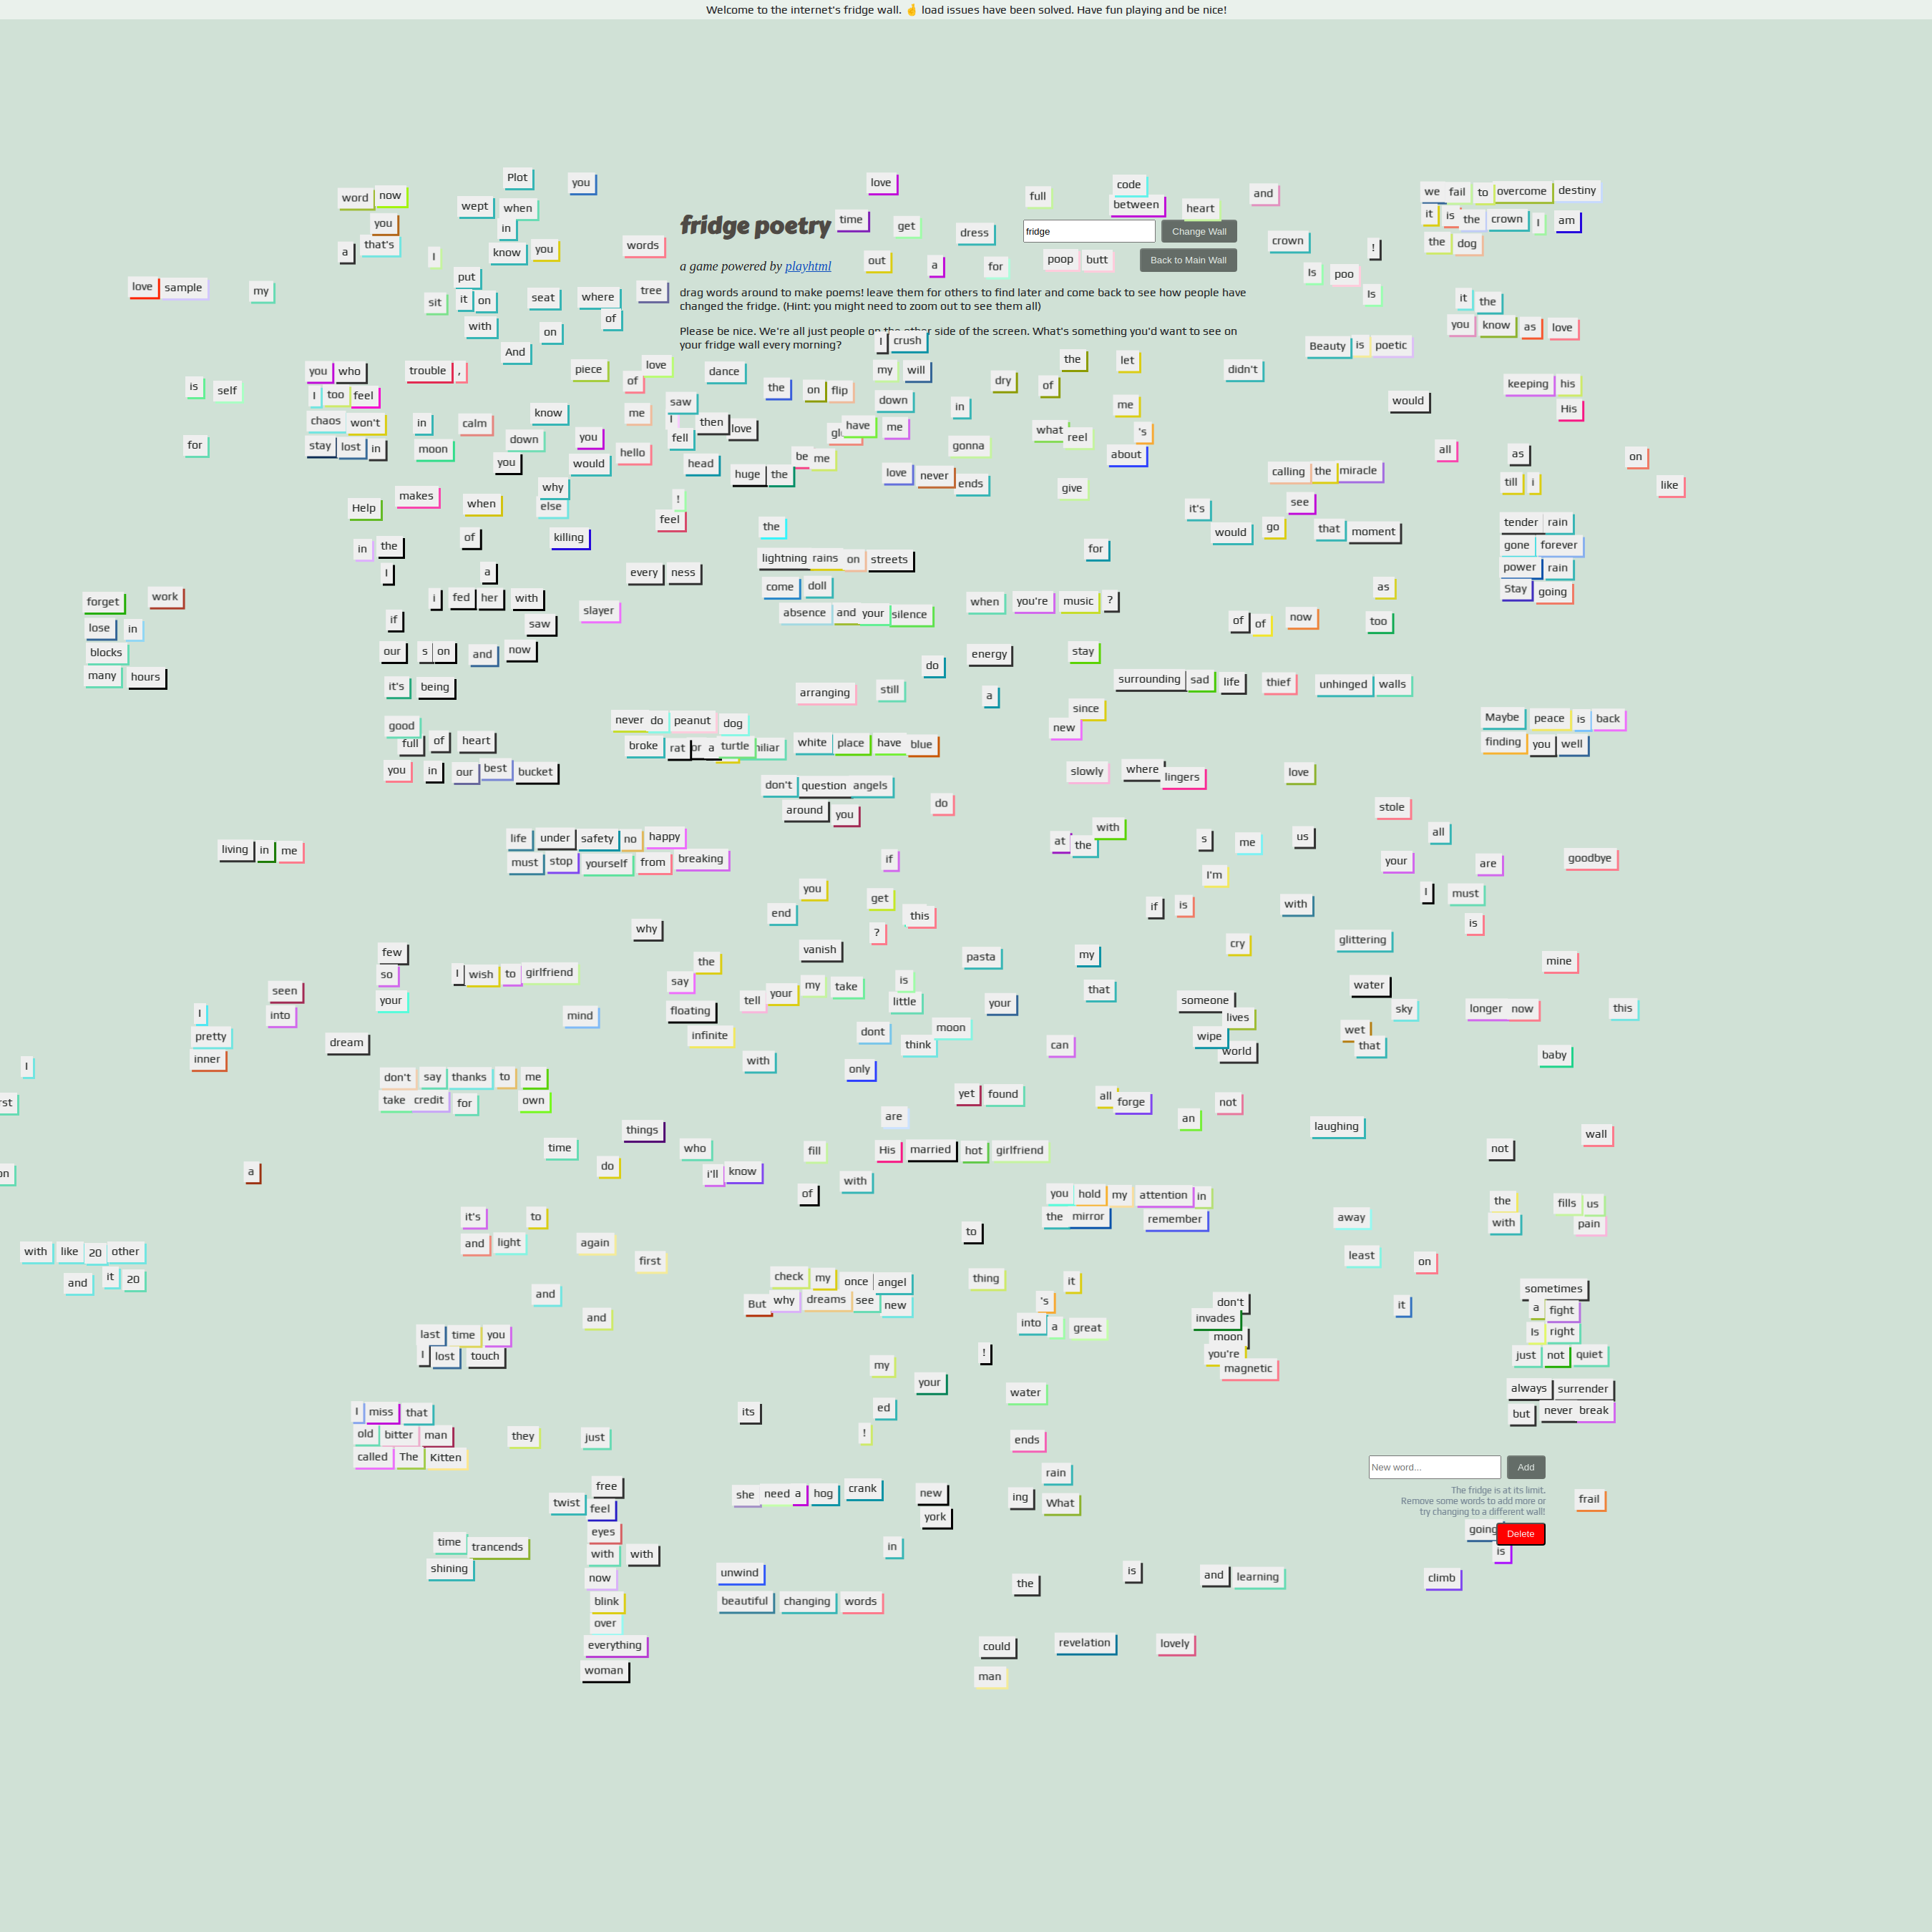 Welcome to the internet's fridge wall. 🤞 load issues have been solved. Have fun playing and be nice!
Plot you love full code
word now wept when between heart and we fail to overcome destiny
you in time get dress fridge Change Wall it is the crown I am
fridge poetry
a that's I know you words crown ! the dog
a game powered by playhtml out a for poop butt Back to Main Wall
love sample my put Is poo Is
sit it on seat where tree it the
drag words around to make poems! leave them for others to find later and come back to see how people have
changed the fridge. (Hint: you might need to zoom out to see them all)
with on of you know as love
Please be nice. We're all just people on the other side of the screen. What's something you'd want to see on
your fridge wall every morning?
I crush
And Beauty is poetic
you who trouble , piece of love dance my will the let didn't
is self the on flip dry of keeping his
I too feel saw down in me would His
chaos won't in calm know me I then love have me what reel 's
for stay lost in moon down you hello fell gonna about all as on
you would head be me
huge the love never ends calling the miracle till i like
Help makes when why else ! give see
feel the it's would go that moment tender rain
in the of killing for gone forever
lightning rains on streets
I a every ness come doll as power rain
forget work i fed her with slayer absence and your silence when you're music ? Stay going
lose in if saw of of now too
blocks our s on and now do energy stay
many hours it's being arranging still a surrounding sad life thief unhinged walls
good never do peanut dog since new Maybe peace is back
full of heart broke rat or a turtle white place have blue finding you well
you in our best bucket don't question angels slowly where lingers love
around you do stole
living in me life under safety no happy at the with s me us all
must stop yourself from breaking if your are goodbye
you get I'm I must
end this if is with is
why ?
few vanish cry glittering
so I wish to girlfriend the pasta my mine
seen your say your my take is that water
I into floating tell little your someone sky longer now this
pretty mind infinite dont moon lives wet
inner dream think can wipe world that baby
I with only
don't say thanks to me
take credit for own yet found all forge not
are an
things laughing wall
time who fill His married hot girlfriend not
a do i'll know with
of you hold my attention in the fills us
it's to the mirror remember away with pain
and light again to
with like 20 other first least on
and it 20 check my once angel thing it sometimes
and But why dreams see new 's don't it a fight
and into a great invades Is right
last time you moon
I lost touch ! you're just not quiet
my magnetic
your water always surrender
I miss that its ed but never break
old bitter man they just !
called The Kitten ends
New word... Add
rain
free she need a hog crank new ing What The fridge is at its limit.
Remove some words to add more or
try changing to a different wall!
frail
twist feel york
eyes going Delete
time trancends with with in is
shining now unwind the is and learning climb
blink beautiful changing words
over
everything could revelation lovely
woman man